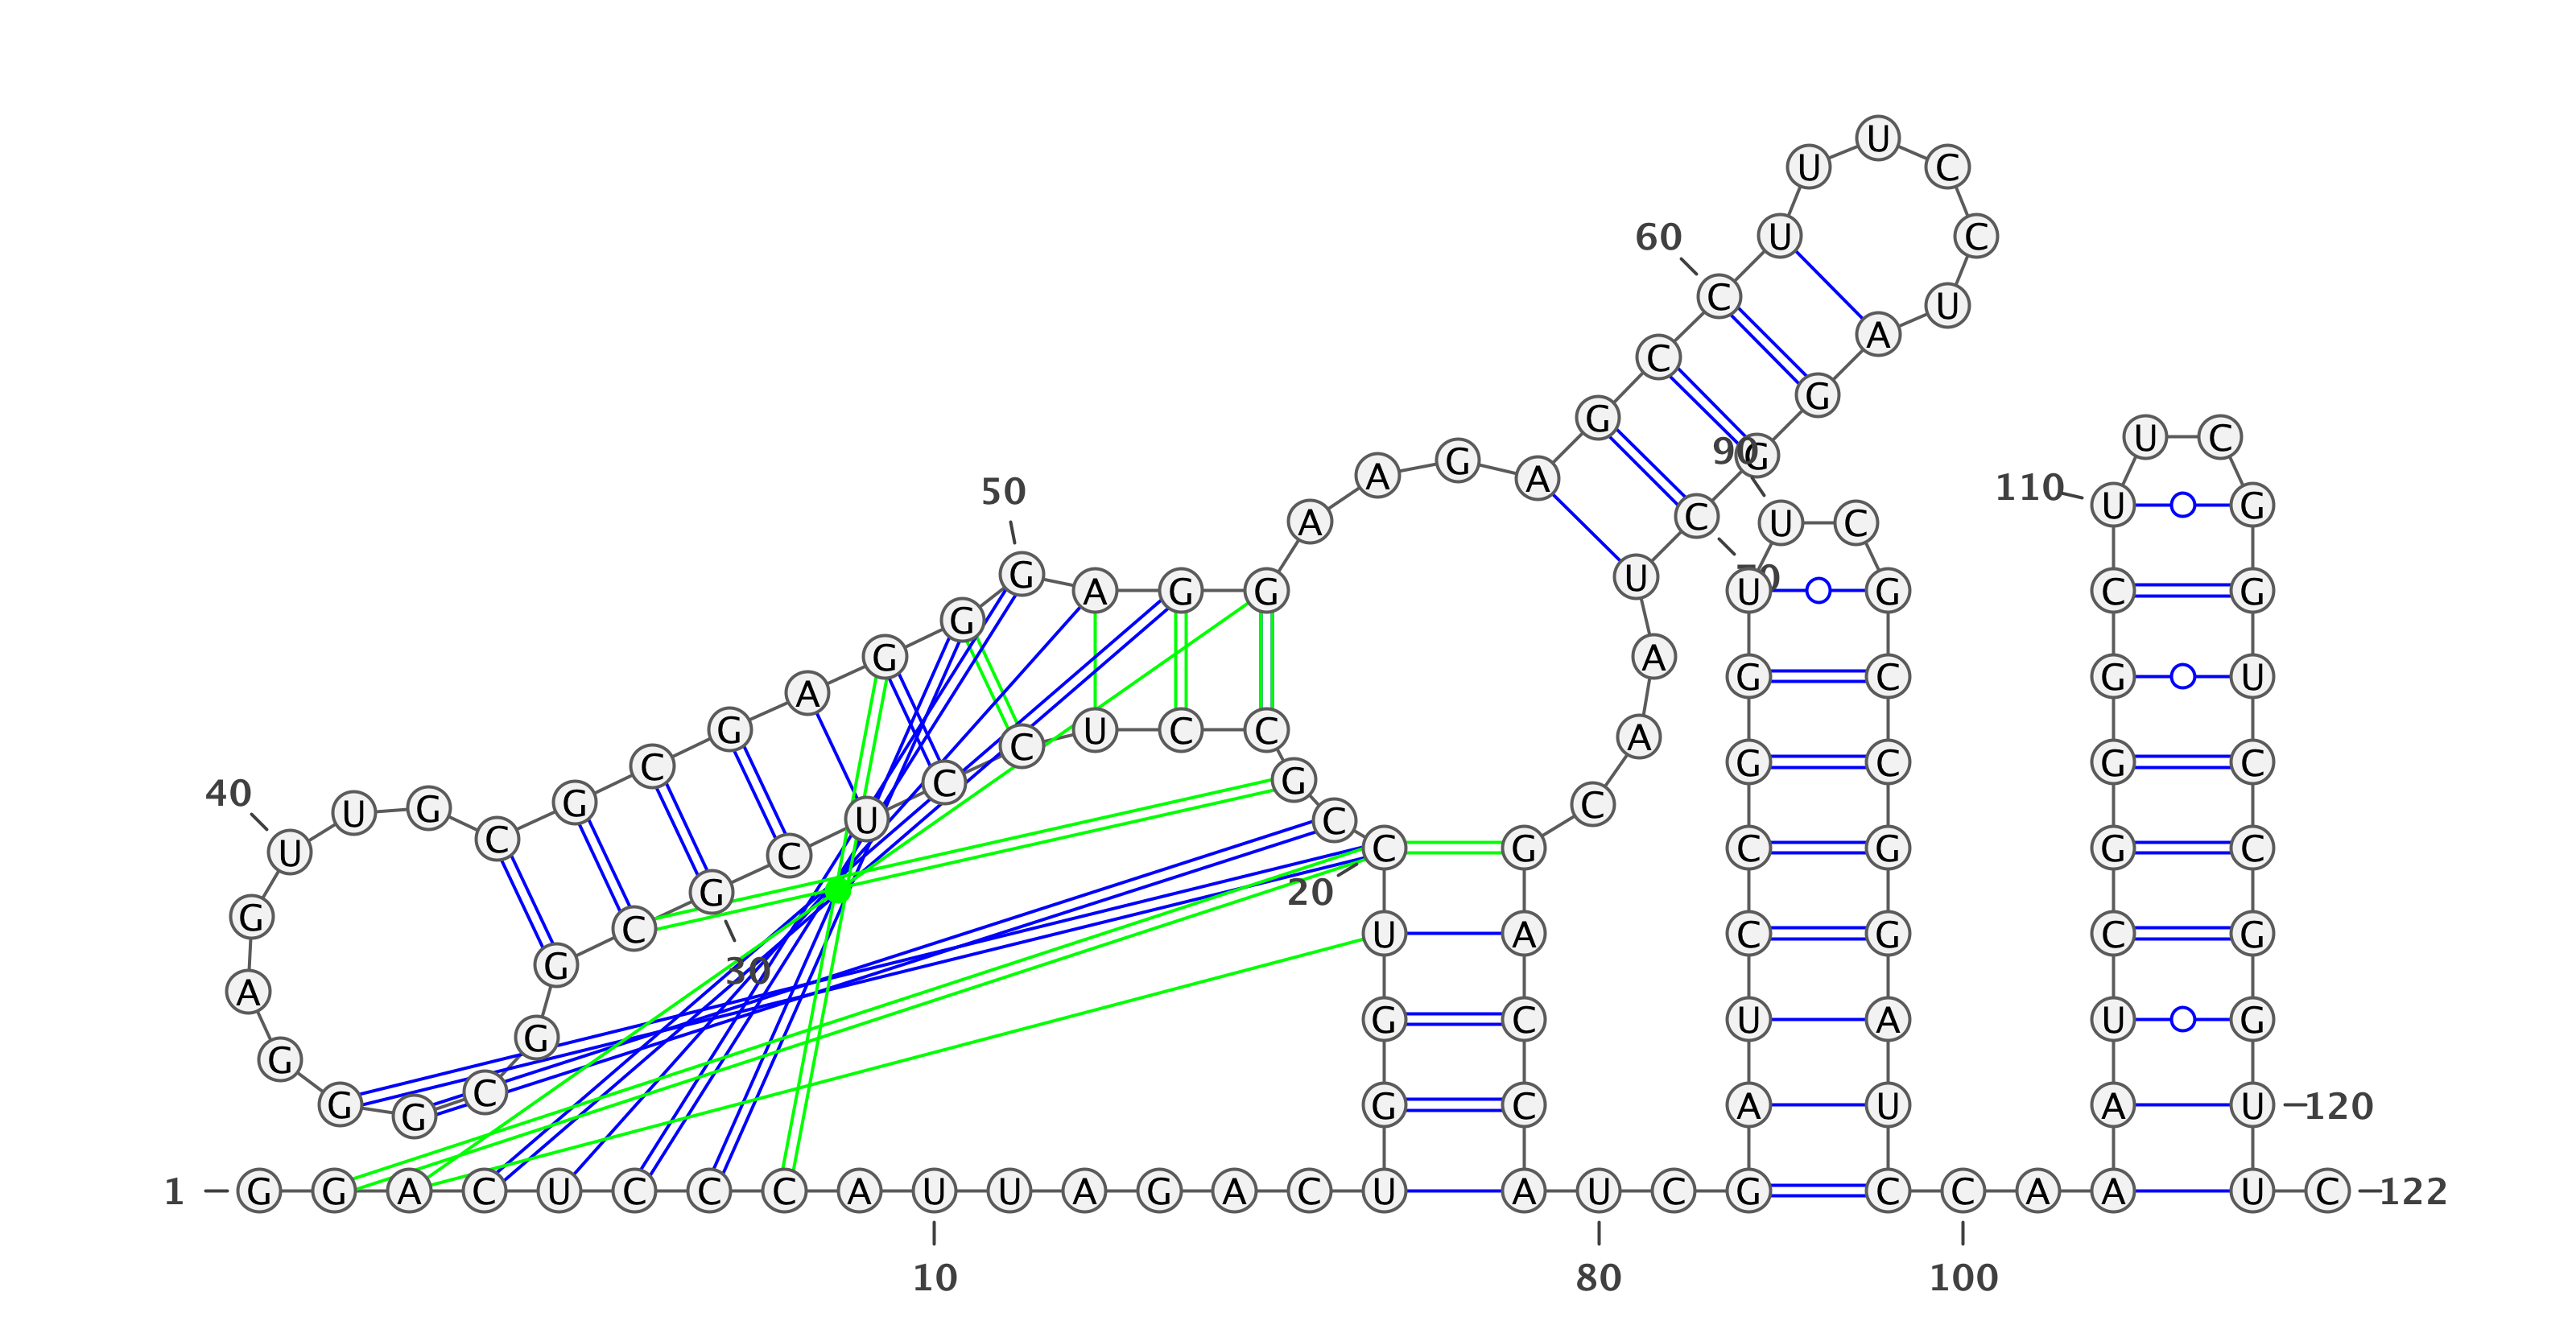 U
U C
60 U C
C U
A
C
G
G
U C
90 G
A G A
50 110 U G
C
A U C
G U 70
A G G U C G
G
G A G C G U
A
G C U C C A
C C G C G C
G
40 U G G C
U C
C G C G C G G C
C
G G 20
G C U A C G C G
G
30
A
G G C U A U G
G C
G G G C A U A U 120
1 G G A C U C C C A U U A G A C U A U C G C C A A U C 122
10 80 100